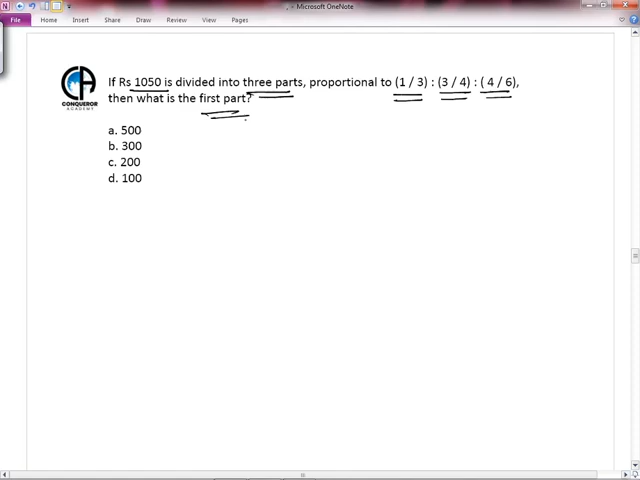 - Microsoft OneNote
File Home Insert Share Draw Review View Pages
If Rs 1050 is divided into three parts, proportional to (1 / 3) : (3 / 4) : ( 4 / 6),
then what is the first part?
CONQUEROR
ACADEMY
a. 500
b. 300
c. 200
d. 100